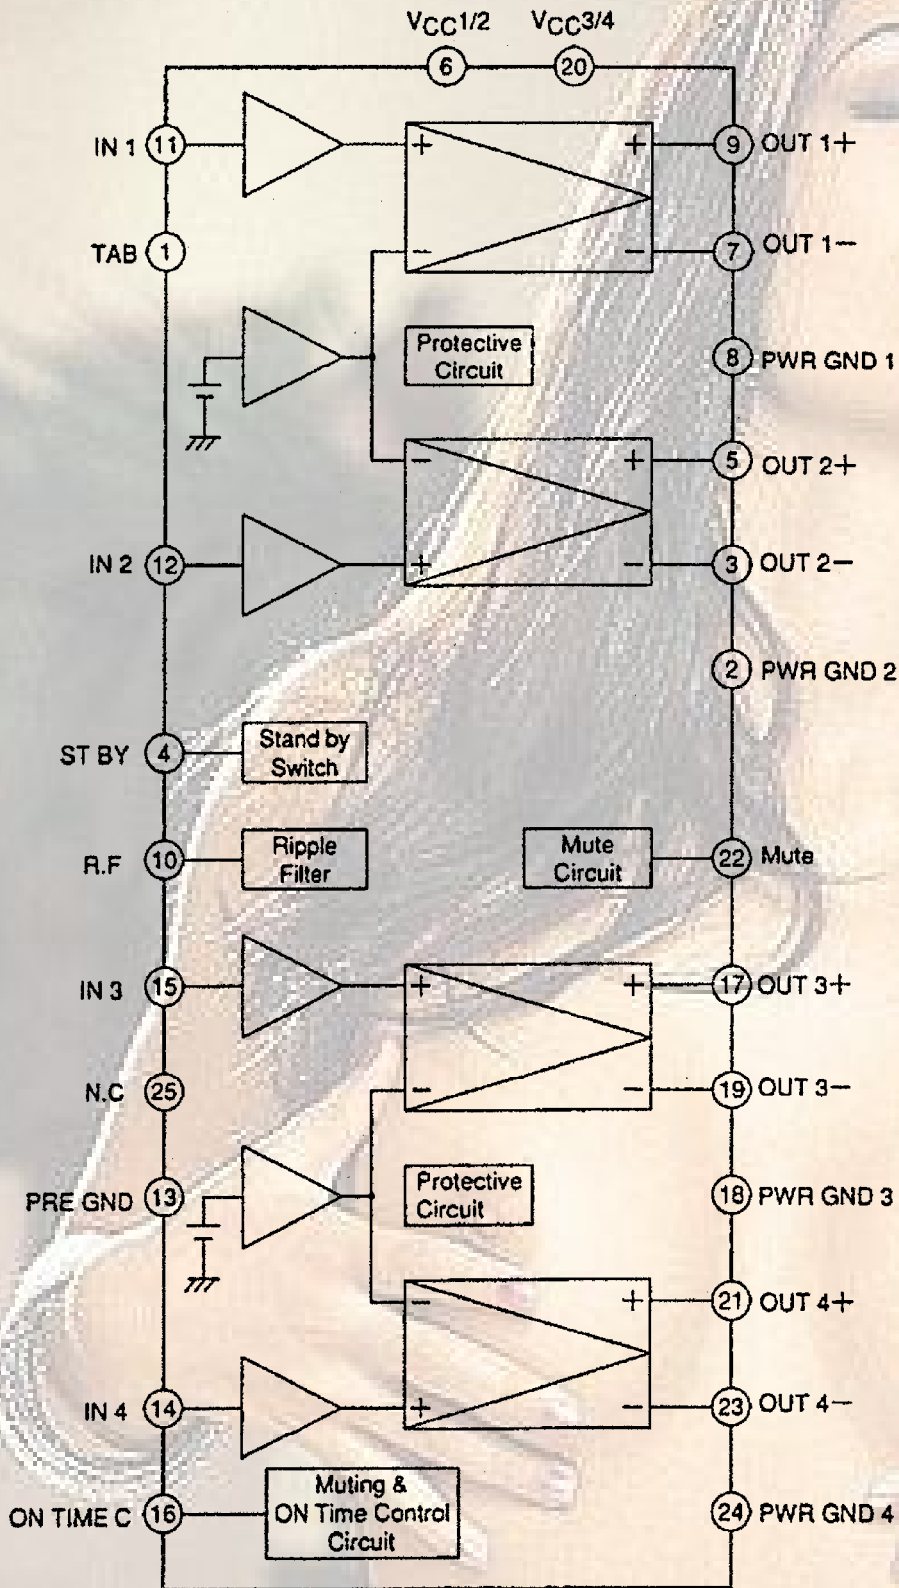 VCC1/2 VCC3/4
6 20
IN 1 11 + + 9 OUT 1+
TAB 1 − − 7 OUT 1−
Protective
Circuit
8 PWR GND 1
− + 5 OUT 2+
IN 2 12 + − 3 OUT 2−
2 PWR GND 2
ST BY 4
Stand by
Switch
R.F 10
Ripple
Filter
Mute
Circuit
22 Mute
IN 3 15 + + 17 OUT 3+
N.C 25 − − 19 OUT 3−
PRE GND 13
Protective
Circuit
18 PWR GND 3
− + 21 OUT 4+
IN 4 14 + − 23 OUT 4−
ON TIME C 16
Muting &
ON Time Control
Circuit
24 PWR GND 4